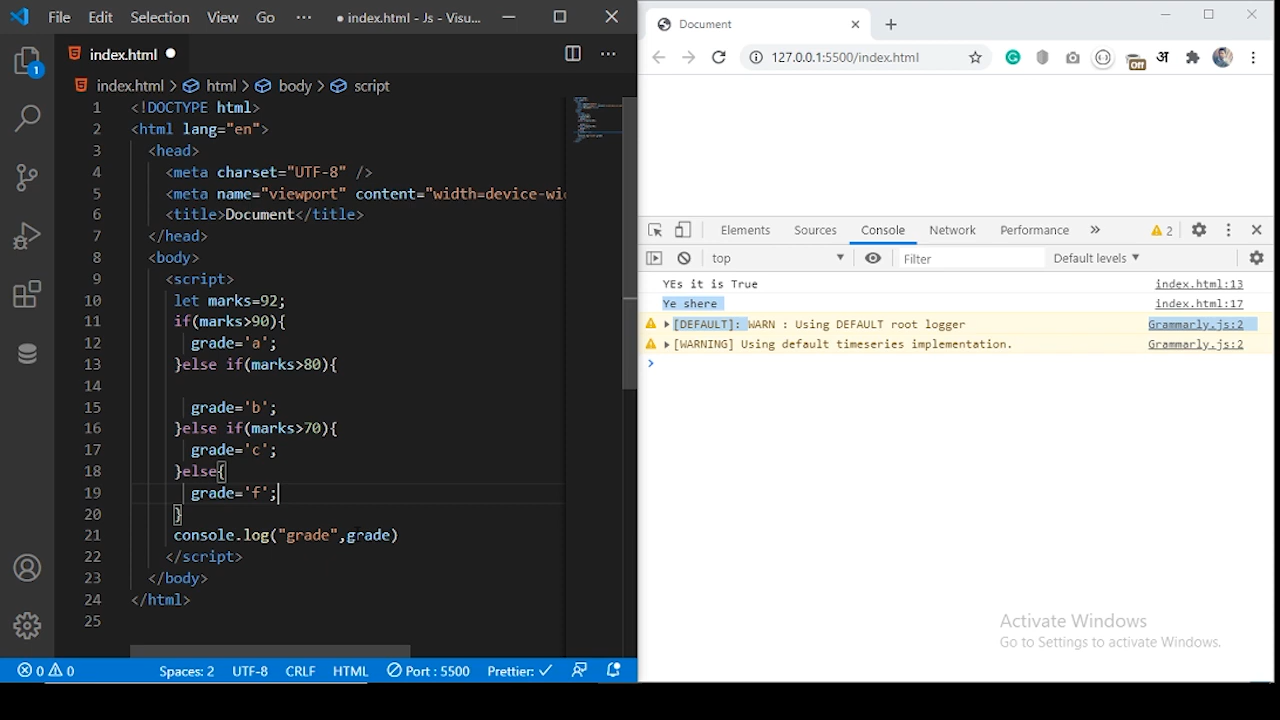 File Edit Selection View Go ··· ● index.html - Js - Visu...
index.html ●
index.html > html > body > script
1 <!DOCTYPE html>
2 <html lang="en">
3 <head>
4 <meta charset="UTF-8" />
5 <meta name="viewport" content="width=device-wi
6 <title>Document</title>
7 </head>
8 <body>
9 <script>
10 let marks=92;
11 if(marks>90){
12 grade='a';
13 }else if(marks>80){
14
15 grade='b';
16 }else if(marks>70){
17 grade='c';
18 }else{
19 grade='f';
20 }
21 console.log("grade",grade)
22 </script>
23 </body>
24 </html>
25
1
0 0 Spaces: 2 UTF-8 CRLF HTML Port : 5500 Prettier: ✓
Document
127.0.0.1:5500/index.html
Off अ
Elements Sources Console Network Performance » 2
top Filter Default levels
YEs it is True index.html:13
Ye shere index.html:17
[DEFAULT]: WARN : Using DEFAULT root logger Grammarly.js:2
[WARNING] Using default timeseries implementation. Grammarly.js:2
Activate Windows
Go to Settings to activate Windows.